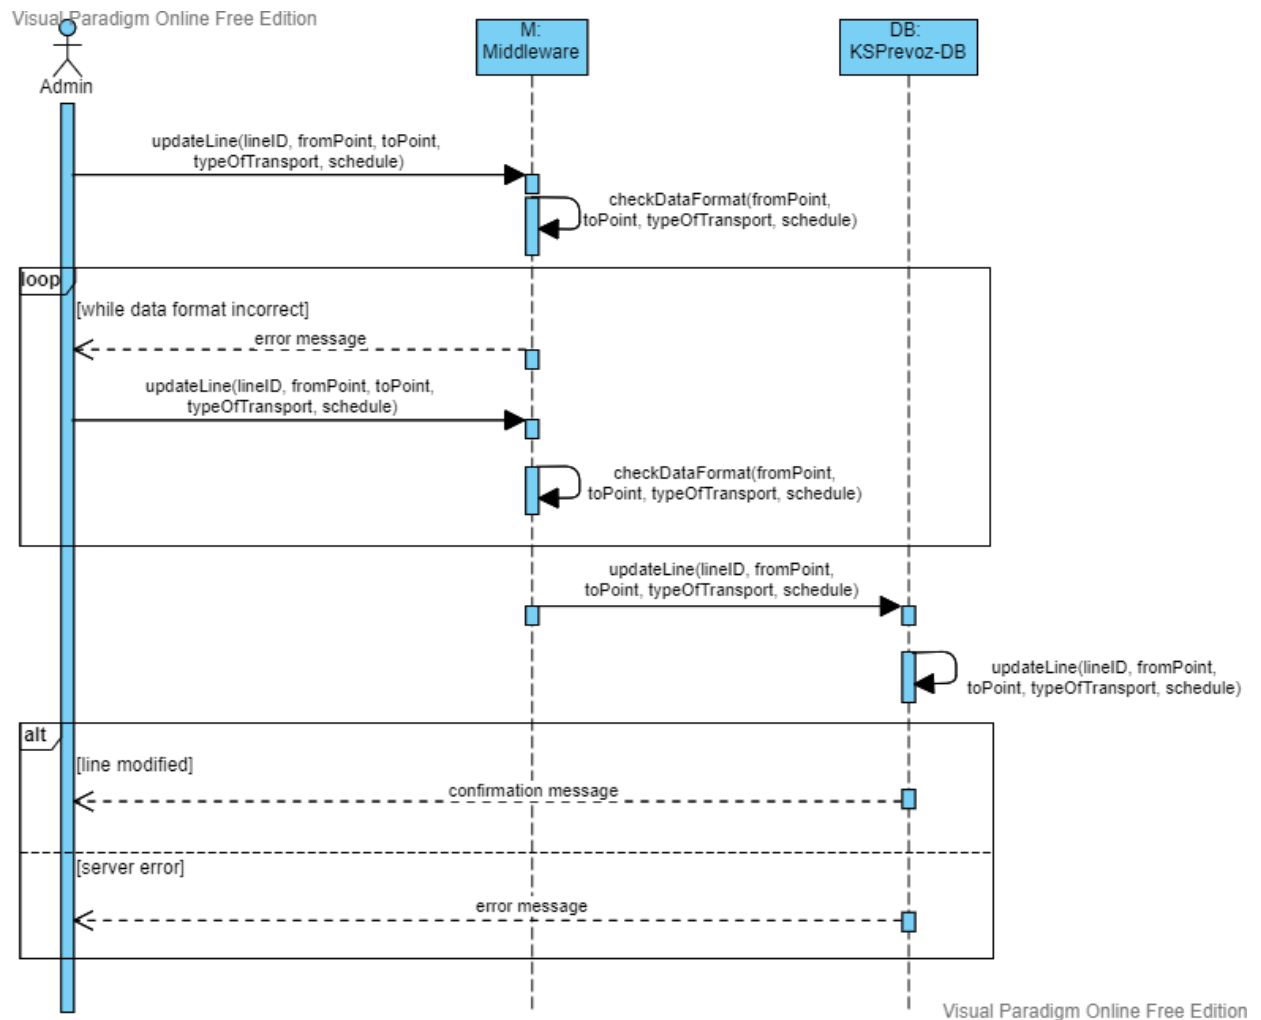 Visual Paradigm Online Free Edition
M:
Middleware
DB:
KSPrevoz-DB
Admin
updateLine(lineID, fromPoint, toPoint,
typeOfTransport, schedule)
checkDataFormat(fromPoint,
toPoint, typeOfTransport, schedule)
loop
[while data format incorrect]
error message
updateLine(lineID, fromPoint, toPoint,
typeOfTransport, schedule)
checkDataFormat(fromPoint,
toPoint, typeOfTransport, schedule)
updateLine(lineID, fromPoint,
toPoint, typeOfTransport, schedule)
updateLine(lineID, fromPoint,
toPoint, typeOfTransport, schedule)
alt
[line modified]
confirmation message
[server error]
error message
Visual Paradigm Online Free Edition